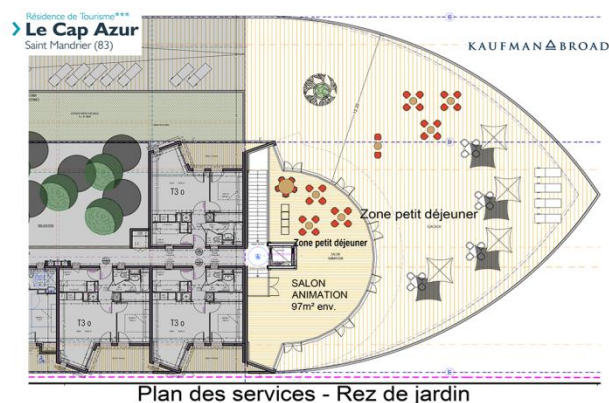 Résidence de Tourisme***
Le Cap Azur
Saint Mandrier (83)
KAUFMAN BROAD
T3 o
Zone petit déjeuner
Zone petit déjeuner
SALON
ANIMATION
97m² env.
T3 o
T3 o
Plan des services - Rez de jardin